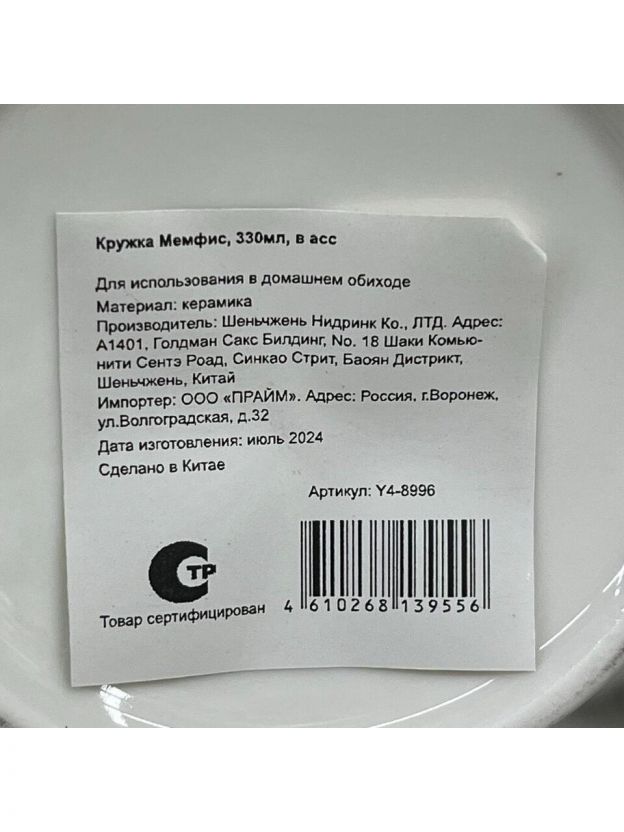 Кружка Мемфис, 330мл, в асс
Для использования в домашнем обиходе
Материал: керамика
Производитель: Шеньчжень Нидринк Ко., ЛТД. Адрес:
А1401, Голдман Сакс Билдинг, No. 18 Шаки Комью-
нити Сентэ Роад, Синкао Стрит, Баоян Дистрикт,
Шеньчжень, Китай
Импортер: ООО «ПРАЙМ». Адрес: Россия, г.Воронеж,
ул.Волгоградская, д.32
Дата изготовления: июль 2024
Сделано в Китае
Артикул: Y4-8996
СТР
Товар сертифицирован
4 610268 139556